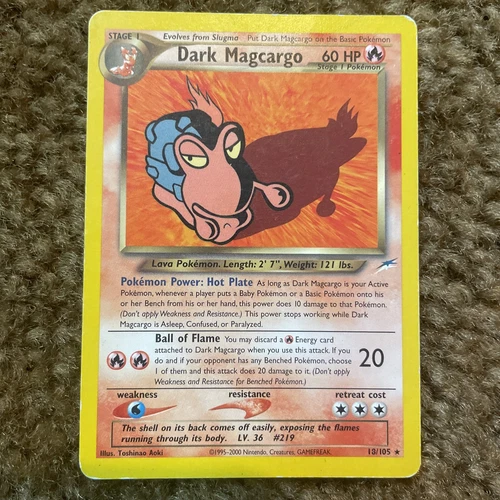 STAGE 1 Evolves from Slugma Put Dark Magcargo on the Basic Pokémon
Dark Magcargo 60 HP
Stage 1 Pokémon
Lava Pokémon. Length: 2' 7", Weight: 121 lbs.
Pokémon Power: Hot Plate As long as Dark Magcargo is your Active
Pokémon, whenever a player puts a Baby Pokémon or a Basic Pokémon onto his
or her Bench from his or her hand, this power does 10 damage to that Pokémon.
(Don't apply Weakness and Resistance.) This power stops working while Dark
Magcargo is Asleep, Confused, or Paralyzed.
Ball of Flame You may discard a Energy card
attached to Dark Magcargo when you use this attack. If you
do and if your opponent has any Benched Pokémon, choose
1 of them and this attack does 20 damage to it. (Don't apply
Weakness and Resistance for Benched Pokémon.)
20
weakness resistance retreat cost
The shell on its back comes off easily, exposing the flames
running through its body. LV. 36 #219
Illus. Toshinao Aoki ©1995-2000 Nintendo, Creatures, GAMEFREAK. 18/105 ★